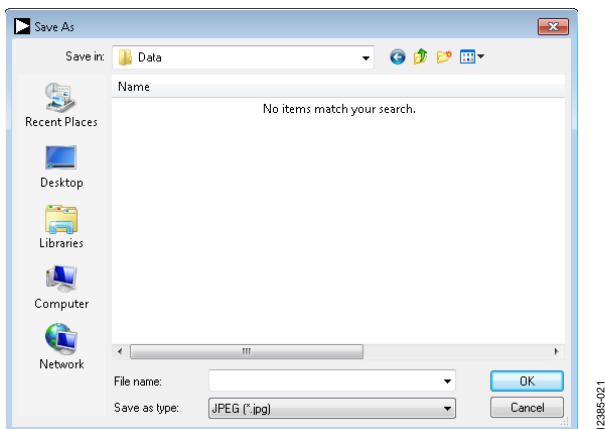 Save As
Save in:
Data
Name
No items match your search.
Recent Places
Desktop
Libraries
Computer
Network
File name:
OK
Save as type:
JPEG (*.jpg)
Cancel
12385-021